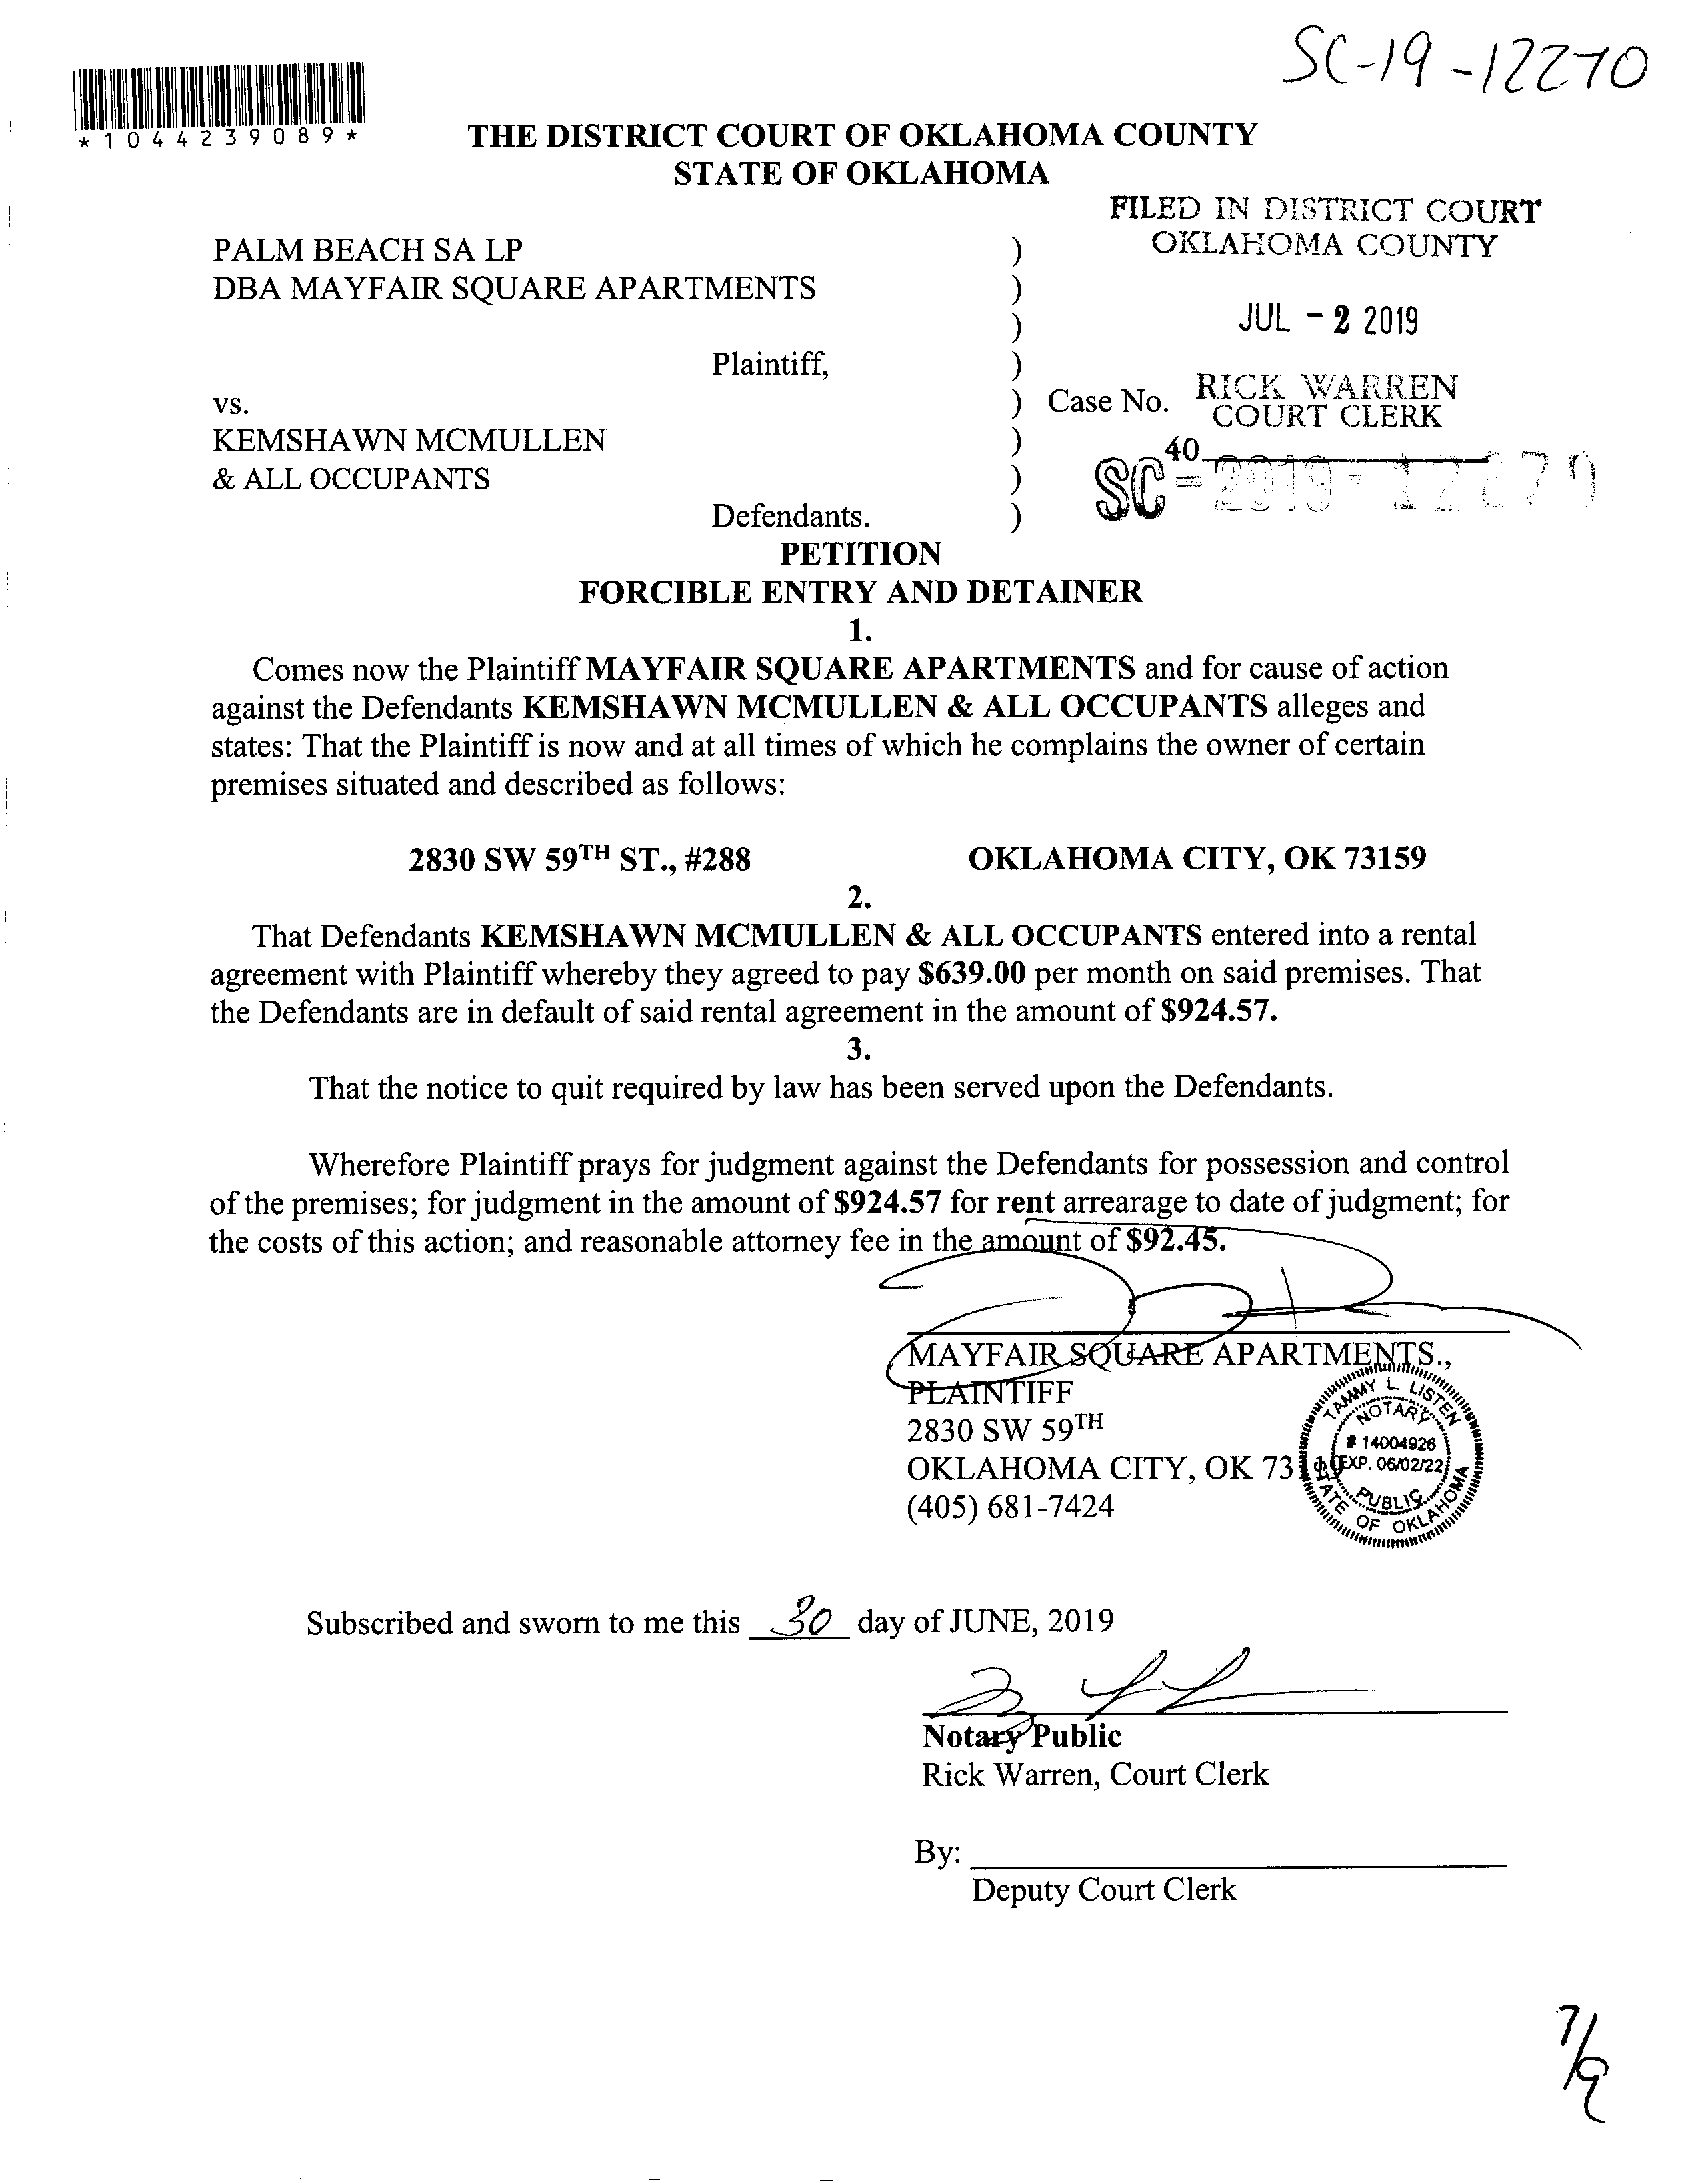 SC-19-12270
*1044239089*
THE DISTRICT COURT OF OKLAHOMA COUNTY
STATE OF OKLAHOMA
FILED IN DISTRICT COURT
OKLAHOMA COUNTY
PALM BEACH SA LP )
DBA MAYFAIR SQUARE APARTMENTS )
) JUL - 2 2019
Plaintiff, )
vs. ) Case No. RICK WARREN
COURT CLERK
KEMSHAWN MCMULLEN )
40
& ALL OCCUPANTS ) SC-2019-12270
Defendants. )
PETITION
FORCIBLE ENTRY AND DETAINER
1.
Comes now the Plaintiff MAYFAIR SQUARE APARTMENTS and for cause of action
against the Defendants KEMSHAWN MCMULLEN & ALL OCCUPANTS alleges and
states: That the Plaintiff is now and at all times of which he complains the owner of certain
premises situated and described as follows:
2830 SW 59TH ST., #288 OKLAHOMA CITY, OK 73159
2.
That Defendants KEMSHAWN MCMULLEN & ALL OCCUPANTS entered into a rental
agreement with Plaintiff whereby they agreed to pay $639.00 per month on said premises. That
the Defendants are in default of said rental agreement in the amount of $924.57.
3.
That the notice to quit required by law has been served upon the Defendants.
Wherefore Plaintiff prays for judgment against the Defendants for possession and control
of the premises; for judgment in the amount of $924.57 for rent arrearage to date of judgment; for
the costs of this action; and reasonable attorney fee in the amount of $92.45.
MAYFAIR SQUARE APARTMENTS.,
PLAINTIFF
2830 SW 59TH
OKLAHOMA CITY, OK
(405) 681-7424
TAMMY L LISTEN
NOTARY
# 14004926
EXP. 06/02/22
PUBLIC
STATE OF OKLAHOMA
Subscribed and sworn to me this 30 day of JUNE, 2019
Notary Public
Rick Warren, Court Clerk
By:
Deputy Court Clerk
7/9